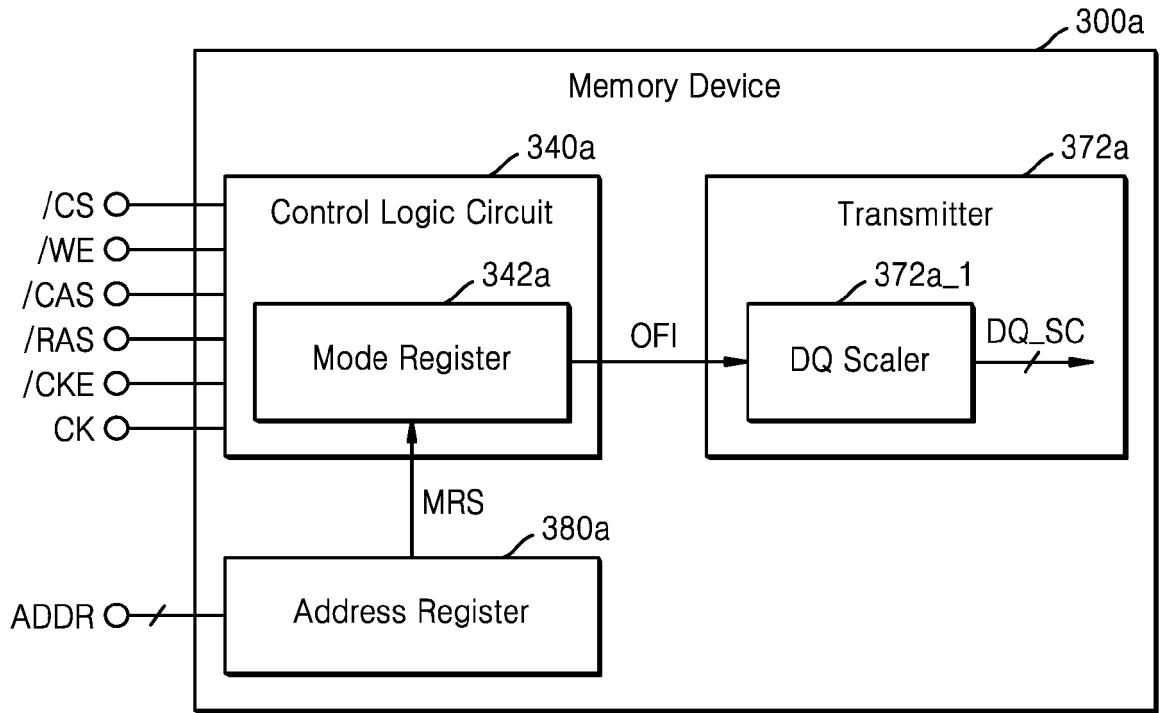 300a
Memory Device
340a
372a
/CS
Control Logic Circuit
Transmitter
/WE
342a
372a_1
/CAS
OFI
DQ_SC
/RAS
Mode Register
DQ Scaler
/CKE
CK
MRS
380a
ADDR
Address Register